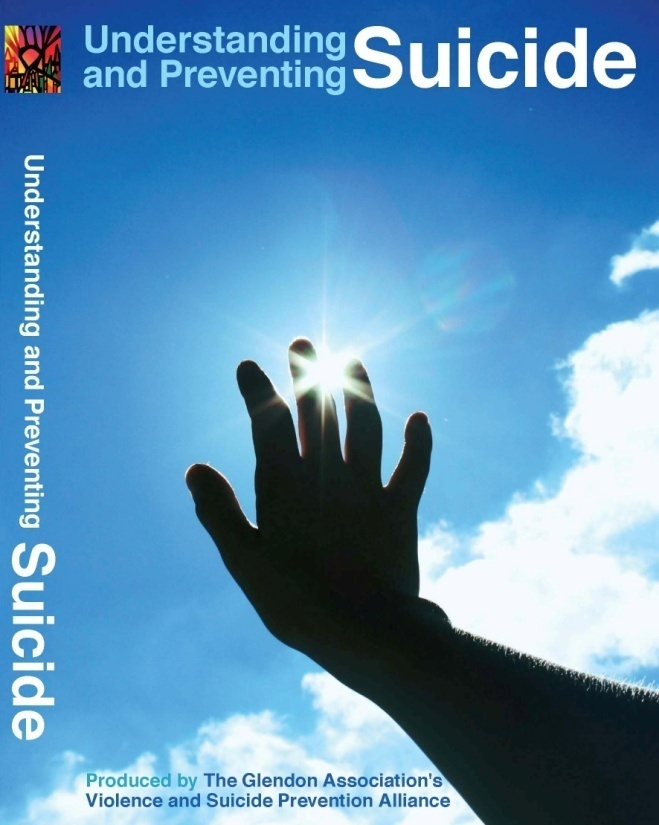 Understanding
and Preventing Suicide
Understanding and Preventing Suicide
Produced by The Glendon Association's
Violence and Suicide Prevention Alliance